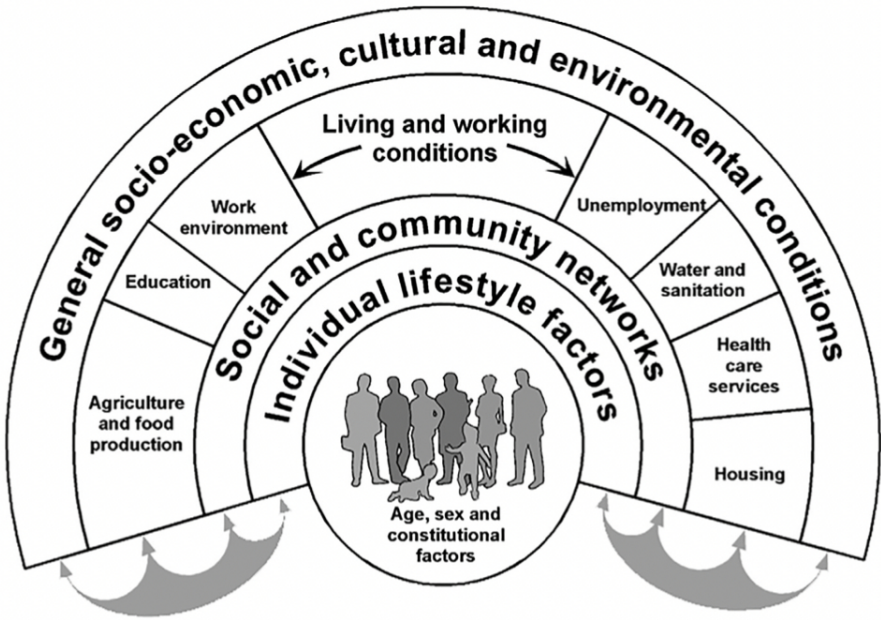 General socio-economic, cultural and environmental conditions
Living and working
conditions
Work
environment
Education
Agriculture
and food
production
Unemployment
Water and
sanitation
Health
care
services
Housing
Social and community networks
Individual lifestyle factors
Age, sex and
constitutional
factors